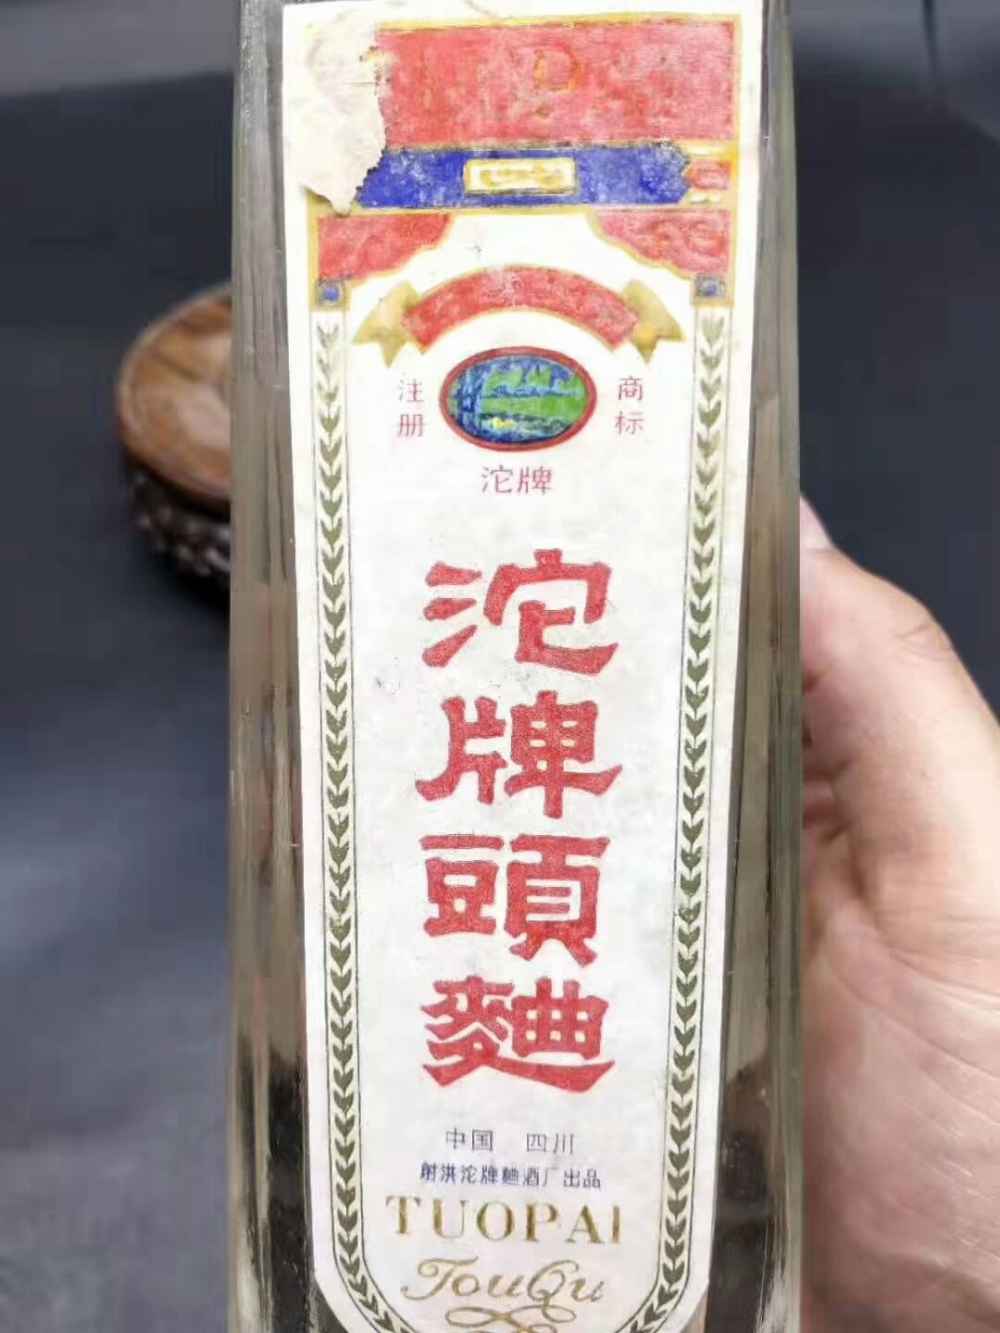 注册
商标
沱牌
沱牌頭麯
中国 四川
射洪沱牌麯酒厂出品
TUOPAI
TouQu